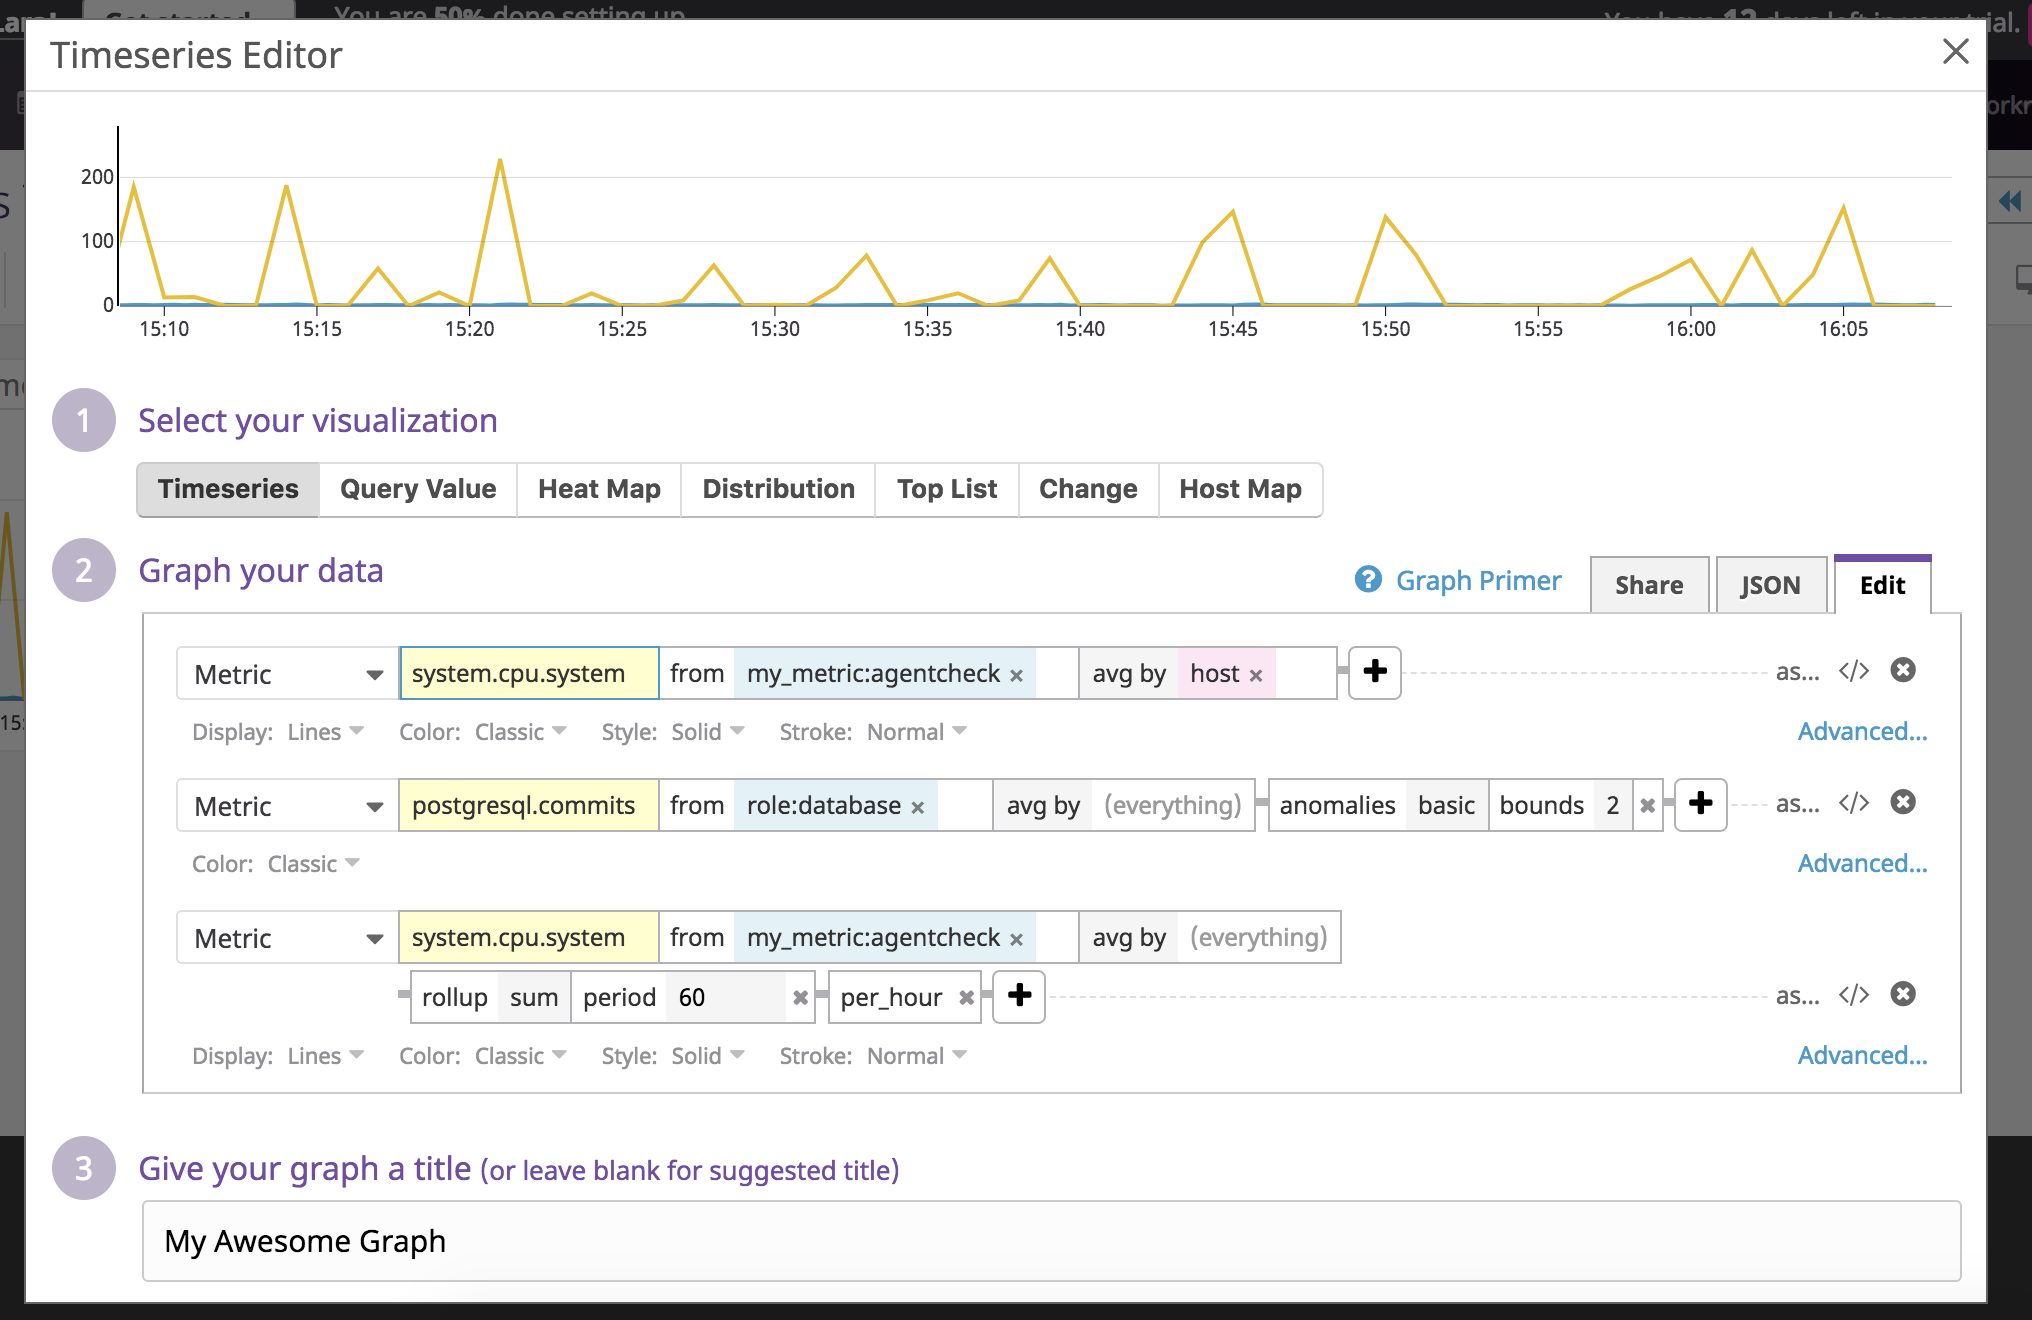 Timeseries Editor
200
100
0
15:10 15:15 15:20 15:25 15:30 15:35 15:40 15:45 15:50 15:55 16:00 16:05
1 Select your visualization
Timeseries Query Value Heat Map Distribution Top List Change Host Map
2 Graph your data
? Graph Primer Share JSON Edit
Metric system.cpu.system from my_metric:agentcheck × avg by host × + as... </>
Display: Lines Color: Classic Style: Solid Stroke: Normal Advanced...
Metric postgresql.commits from role:database × avg by (everything) anomalies basic bounds 2 × + as... </>
Color: Classic Advanced...
Metric system.cpu.system from my_metric:agentcheck × avg by (everything)
rollup sum period 60 × per_hour × + as... </>
Display: Lines Color: Classic Style: Solid Stroke: Normal Advanced...
3 Give your graph a title (or leave blank for suggested title)
My Awesome Graph